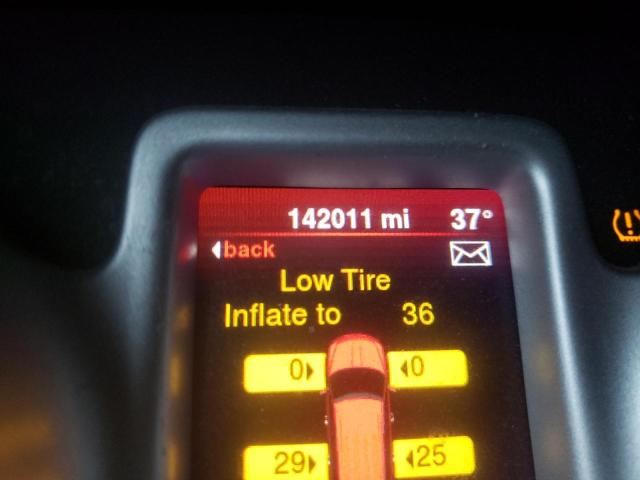 142011 mi 37°
back
Low Tire
Inflate to 36
0 0
29 25